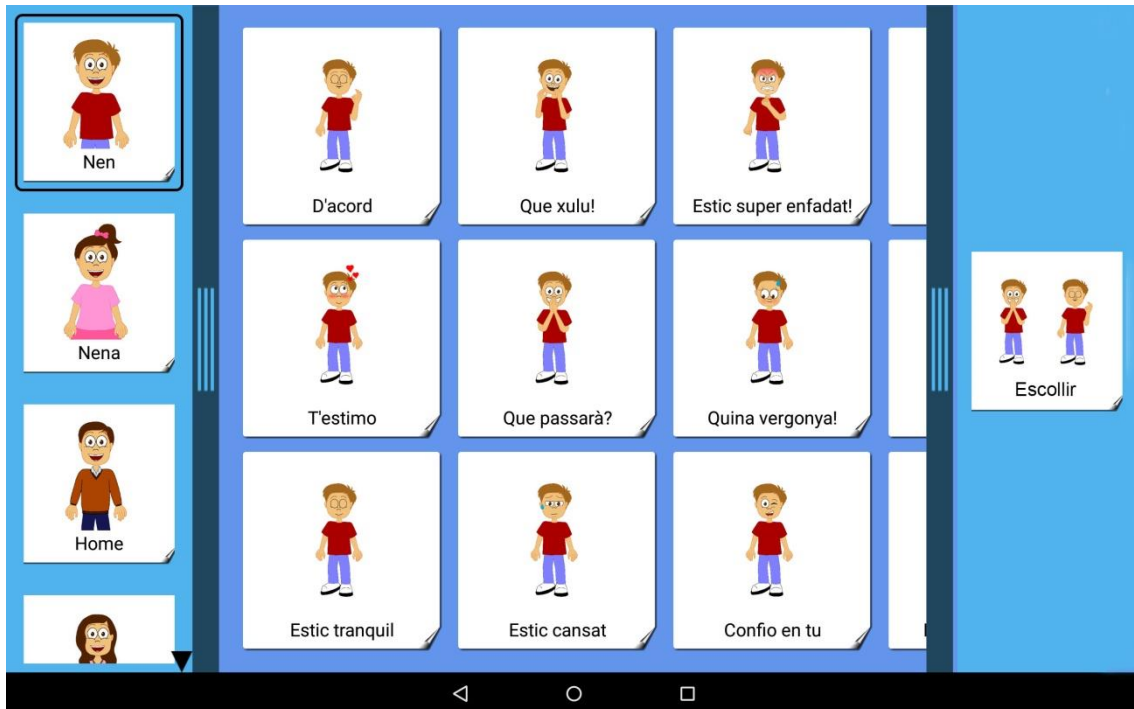 Nen
Nena
Home
D'acord
Que xulu!
Estic super enfadat!
T'estimo
Que passarà?
Quina vergonya!
Estic tranquil
Estic cansat
Confio en tu
Escollir